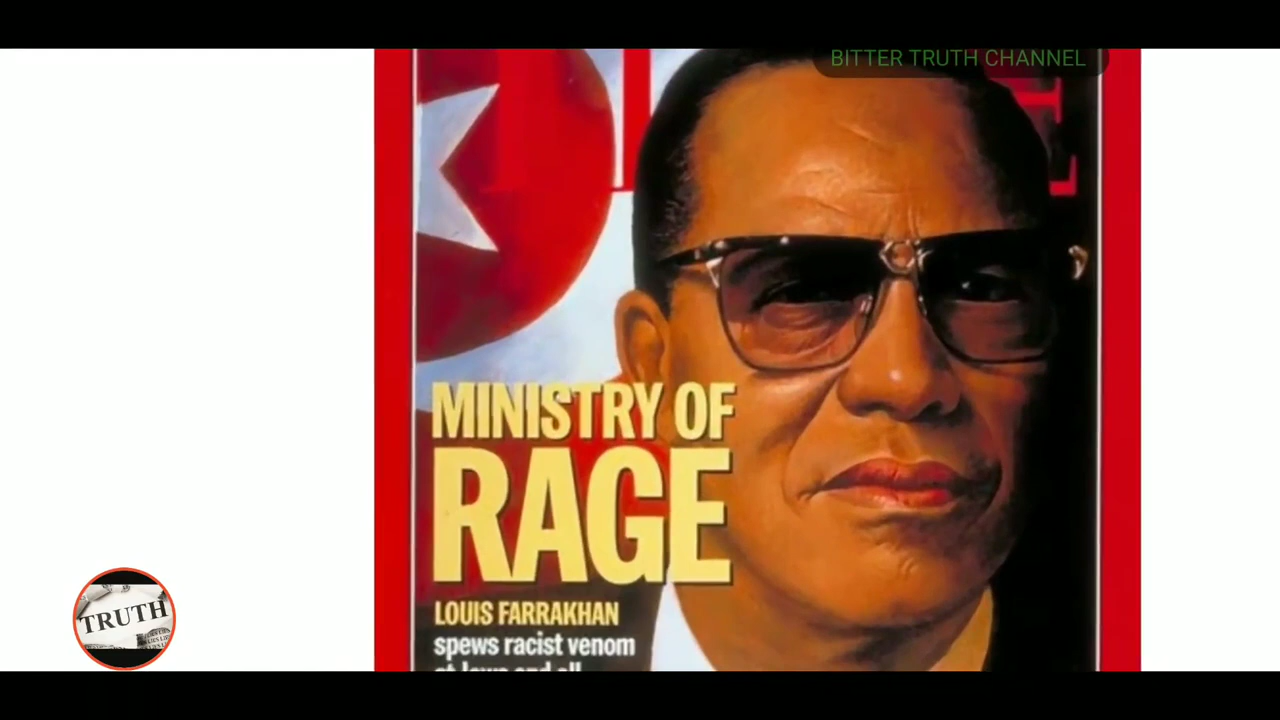 BITTER TRUTH CHANNEL
MINISTRY OF
RAGE
LOUIS FARRAKHAN
spews racist venom
TRUTH